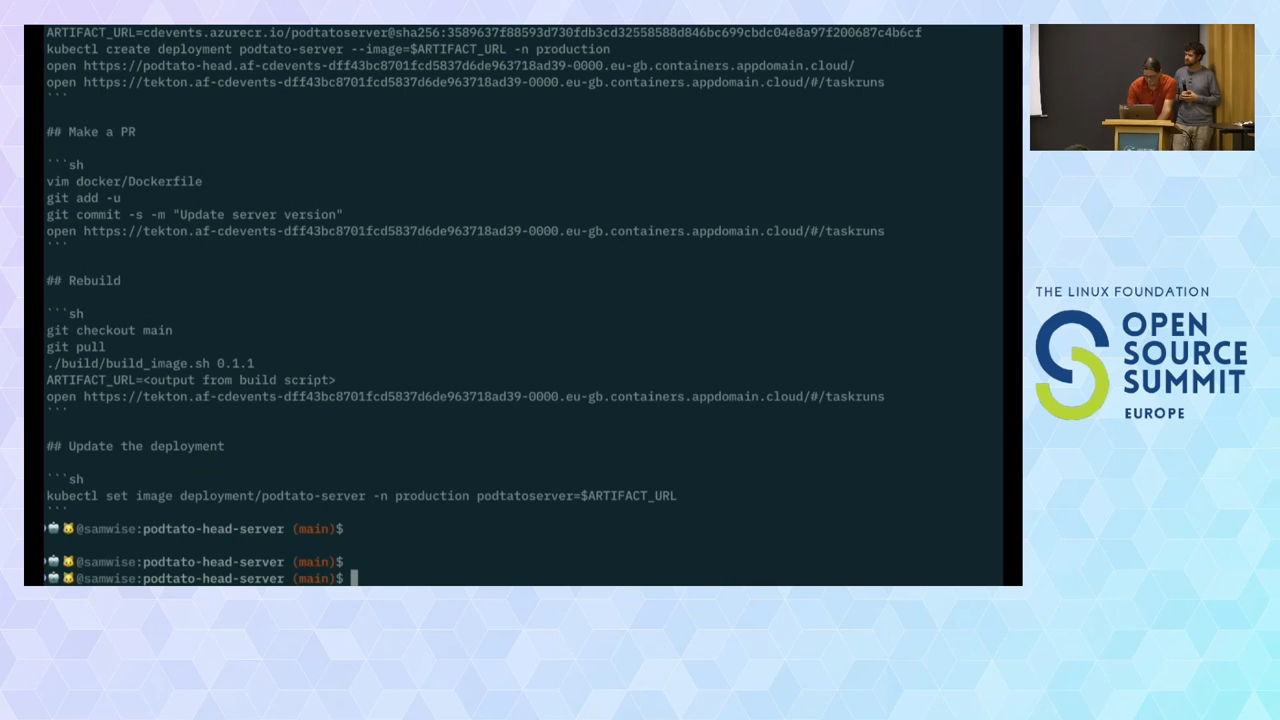 ARTIFACT_URL=cdevents.azurecr.io/podtatoserver@sha256:3589637f88593d730fdb3cd32558588d846bc699cbdc04e8a97f200687c4b6cf
kubectl create deployment podtato-server --image=$ARTIFACT_URL -n production
open https://podtato-head.af-cdevents-dff43bc8701fcd5837d6de963718ad39-0000.eu-gb.containers.appdomain.cloud/
open https://tekton.af-cdevents-dff43bc8701fcd5837d6de963718ad39-0000.eu-gb.containers.appdomain.cloud/#/taskruns
```
## Make a PR
```sh
vim docker/Dockerfile
git add -u
git commit -s -m "Update server version"
open https://tekton.af-cdevents-dff43bc8701fcd5837d6de963718ad39-0000.eu-gb.containers.appdomain.cloud/#/taskruns
```
## Rebuild
```sh
git checkout main
git pull
./build/build_image.sh 0.1.1
ARTIFACT_URL=<output from build script>
open https://tekton.af-cdevents-dff43bc8701fcd5837d6de963718ad39-0000.eu-gb.containers.appdomain.cloud/#/taskruns
```
## Update the deployment
```sh
kubectl set image deployment/podtato-server -n production podtatoserver=$ARTIFACT_URL
```
@samwise:podtato-head-server (main)$
@samwise:podtato-head-server (main)$
@samwise:podtato-head-server (main)$
THE LINUX FOUNDATION
OPEN
SOURCE
SUMMIT
EUROPE